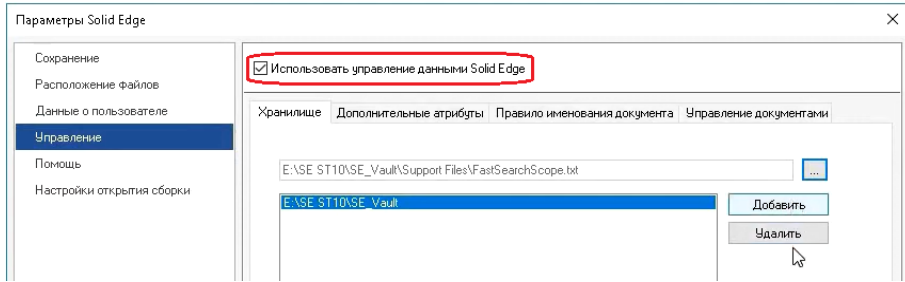 Параметры Solid Edge
Сохранение
Расположение файлов
Данные о пользователе
Управление
Помощь
Настройки открытия сборки
Использовать управление данными Solid Edge
Хранилище Дополнительные атрибуты Правило именования документа Управление документами
E:\SE ST10\SE_Vault\Support Files\FastSearchScope.txt
...
E:\SE ST10\SE_Vault
Добавить
Удалить